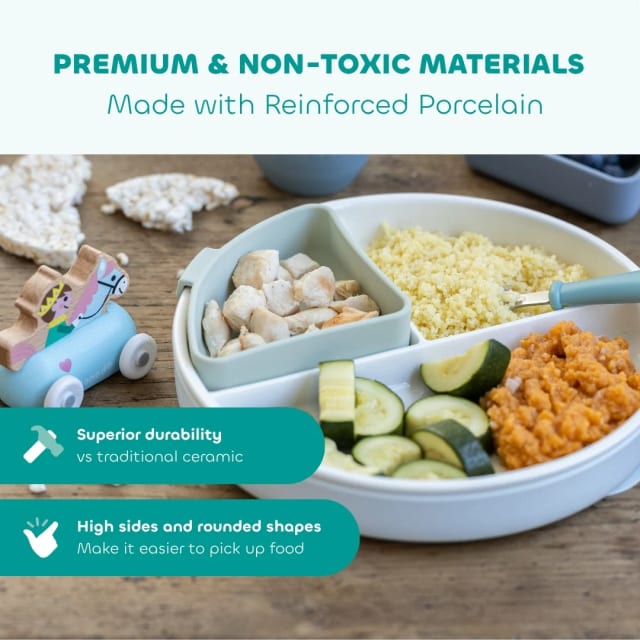 PREMIUM & NON-TOXIC MATERIALS
Made with Reinforced Porcelain
Superior durability
vs traditional ceramic
High sides and rounded shapes
Make it easier to pick up food